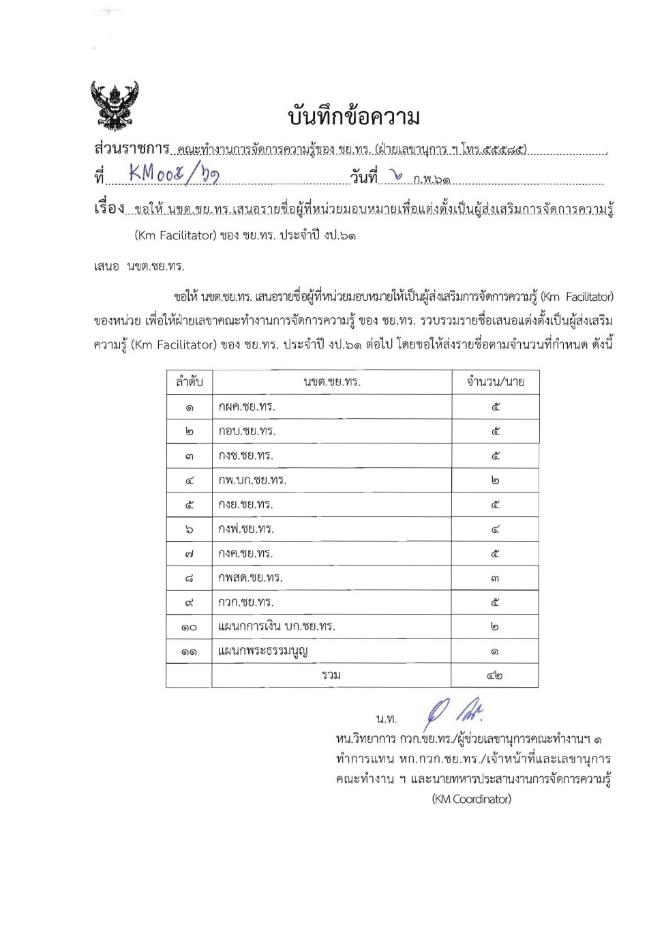 บันทึกข้อความ
ส่วนราชการ คณะทำงานการจัดการความรู้ของ ชย.ทร. (ฝ่ายเลขานุการ ฯ โทร.๕๕๕๘๕)
ที่ KM๐๐๕/๖๑ วันที่ ๖ ก.พ.๖๑
เรื่อง ขอให้ นขต.ชย.ทร.เสนอรายชื่อผู้ที่หน่วยมอบหมายเพื่อแต่งตั้งเป็นผู้ส่งเสริมการจัดการความรู้
(Km Facilitator) ของ ชย.ทร. ประจำปี งป.๖๑
เสนอ นขต.ชย.ทร.
ขอให้ นขต.ชย.ทร. เสนอรายชื่อผู้ที่หน่วยมอบหมายให้เป็นผู้ส่งเสริมการจัดการความรู้ (Km Facilitator)
ของหน่วย เพื่อให้ฝ่ายเลขาคณะทำงานการจัดการความรู้ ของ ชย.ทร. รวบรวมรายชื่อเสนอแต่งตั้งเป็นผู้ส่งเสริม
ความรู้ (Km Facilitator) ของ ชย.ทร. ประจำปี งป.๖๑ ต่อไป โดยขอให้ส่งรายชื่อตามจำนวนที่กำหนด ดังนี้
ลำดับ นขต.ชย.ทร. จำนวน/นาย
๑ กผค.ชย.ทร. ๕
๒ กอบ.ชย.ทร. ๕
๓ กงช.ชย.ทร. ๕
๔ กพ.บก.ชย.ทร. ๒
๕ กงย.ชย.ทร. ๕
๖ กงฟ.ชย.ทร. ๔
๗ กงค.ชย.ทร. ๕
๘ กพสด.ชย.ทร. ๓
๙ กวก.ชย.ทร. ๕
๑๐ แผนกการเงิน บก.ชย.ทร. ๒
๑๑ แผนกพระธรรมนูญ ๑
รวม ๔๒
น.ท.
หน.วิทยาการ กวก.ชย.ทร./ผู้ช่วยเลขานุการคณะทำงานฯ ๑
ทำการแทน หก.กวก.ชย.ทร./เจ้าหน้าที่และเลขานุการ
คณะทำงาน ฯ และนายทหารประสานงานการจัดการความรู้
(KM Coordinator)